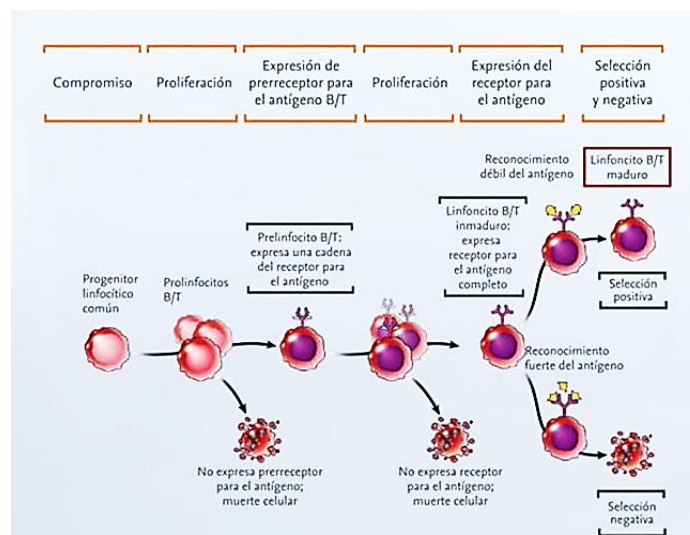 Compromiso
Proliferación
Expresión de
prerreceptor para
el antígeno B/T
Proliferación
Expresión del
receptor para
el antígeno
Selección
positiva
y negativa
Reconocimiento
débil del antígeno
Linfoncito B/T
maduro
Linfoncito B/T
inmaduro:
expresa
receptor para
el antígeno
completo
Prelinfocito B/T:
expresa una cadena
del receptor para
el antígeno
Progenitor
linfocítico
común
Prolinfocitos
B/T
Selección
positiva
Reconocimiento
fuerte del antígeno
No expresa prerreceptor
para el antígeno;
muerte celular
No expresa receptor
para el antígeno;
muerte celular
Selección
negativa